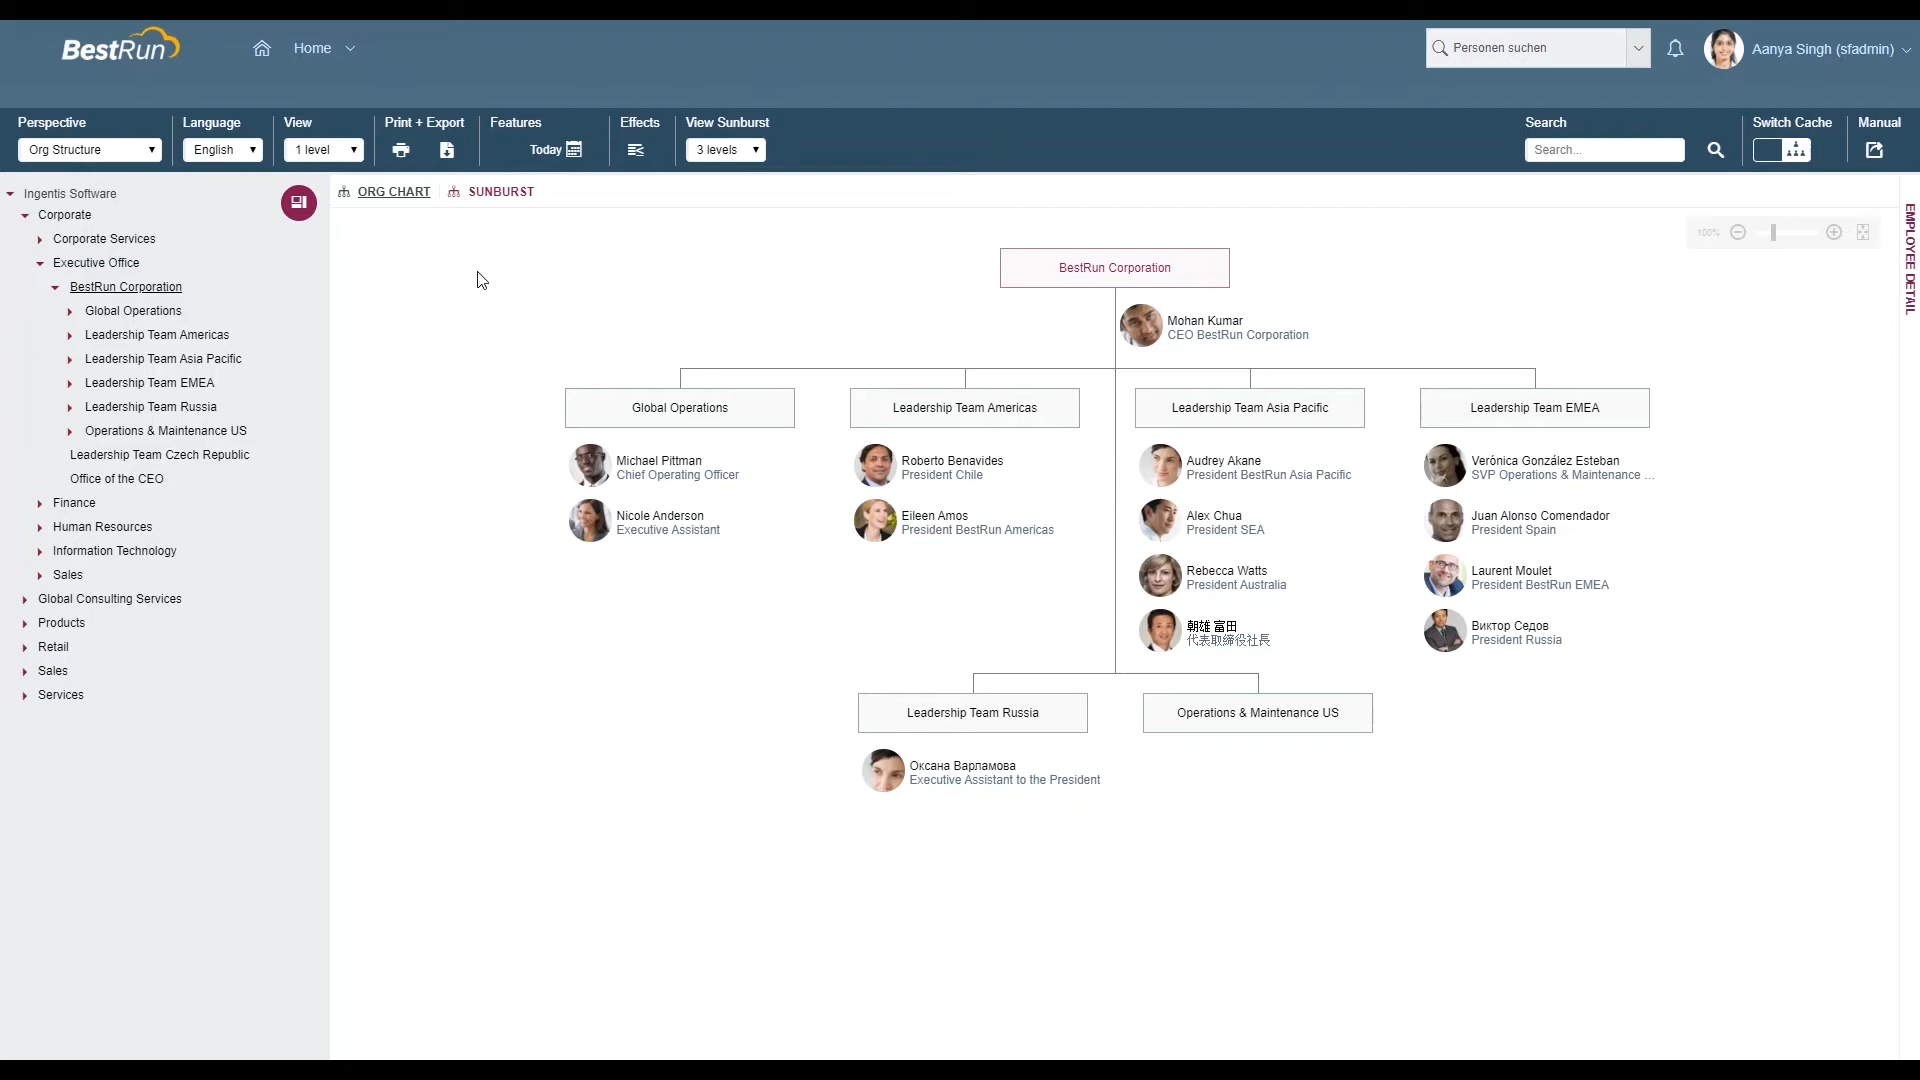 BestRun
Home
Personen suchen
Aanya Singh (sfadmin)
Perspective
Language
View
Print + Export
Features
Effects
View Sunburst
Search
Switch Cache
Manual
Org Structure
English
1 level
Today
3 levels
Search...
Ingentis Software
Corporate
Corporate Services
Executive Office
BestRun Corporation
Global Operations
Leadership Team Americas
Leadership Team Asia Pacific
Leadership Team EMEA
Leadership Team Russia
Operations & Maintenance US
Leadership Team Czech Republic
Office of the CEO
Finance
Human Resources
Information Technology
Sales
Global Consulting Services
Products
Retail
Sales
Services
ORG CHART
SUNBURST
100%
EMPLOYEE DETAIL
BestRun Corporation
Mohan Kumar
CEO BestRun Corporation
Global Operations
Michael Pittman
Chief Operating Officer
Nicole Anderson
Executive Assistant
Leadership Team Americas
Roberto Benavides
President Chile
Eileen Amos
President BestRun Americas
Leadership Team Asia Pacific
Audrey Akane
President BestRun Asia Pacific
Alex Chua
President SEA
Rebecca Watts
President Australia
朝雄 富田
代表取締役社長
Leadership Team EMEA
Verónica González Esteban
SVP Operations & Maintenance ...
Juan Alonso Comendador
President Spain
Laurent Moulet
President BestRun EMEA
Виктор Седов
President Russia
Leadership Team Russia
Оксана Варламова
Executive Assistant to the President
Operations & Maintenance US